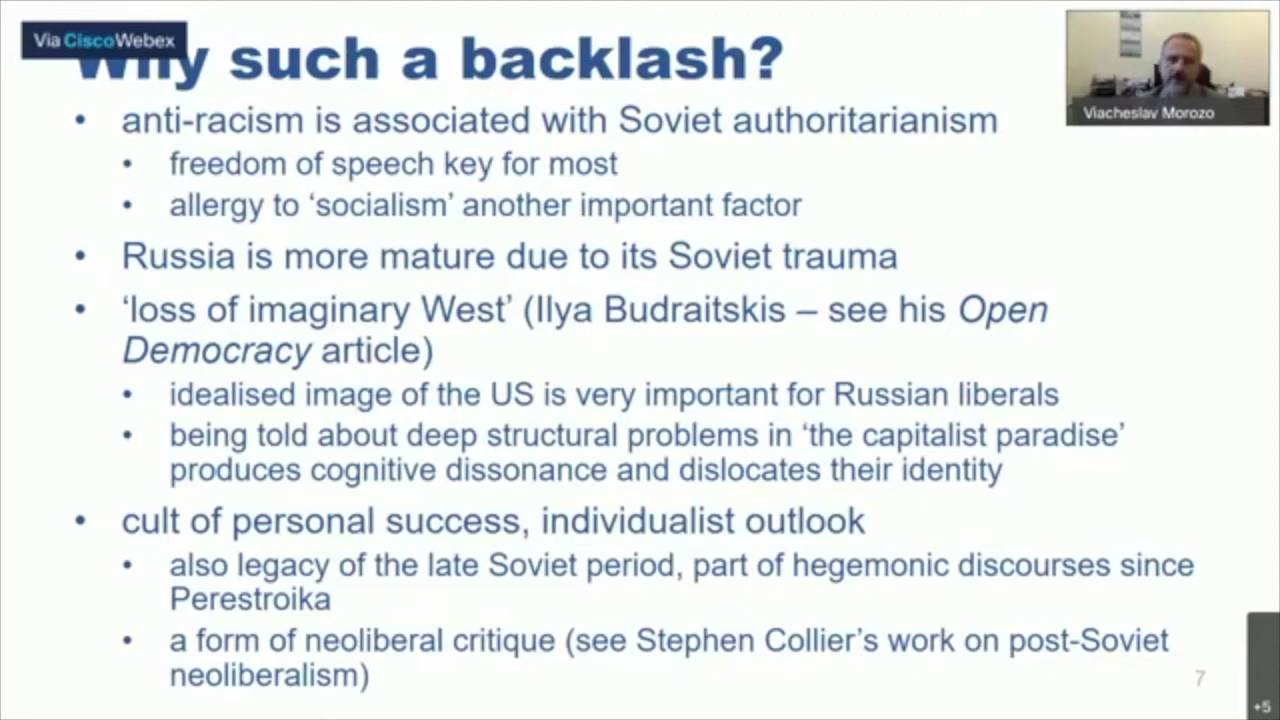 Via CiscoWebex
Why such a backlash?
Viacheslav Morozo
• anti-racism is associated with Soviet authoritarianism
• freedom of speech key for most
• allergy to ‘socialism’ another important factor
• Russia is more mature due to its Soviet trauma
• ‘loss of imaginary West’ (Ilya Budraitskis – see his Open
Democracy article)
• idealised image of the US is very important for Russian liberals
• being told about deep structural problems in ‘the capitalist paradise’
produces cognitive dissonance and dislocates their identity
• cult of personal success, individualist outlook
• also legacy of the late Soviet period, part of hegemonic discourses since
Perestroika
• a form of neoliberal critique (see Stephen Collier’s work on post-Soviet
neoliberalism)
7
+5